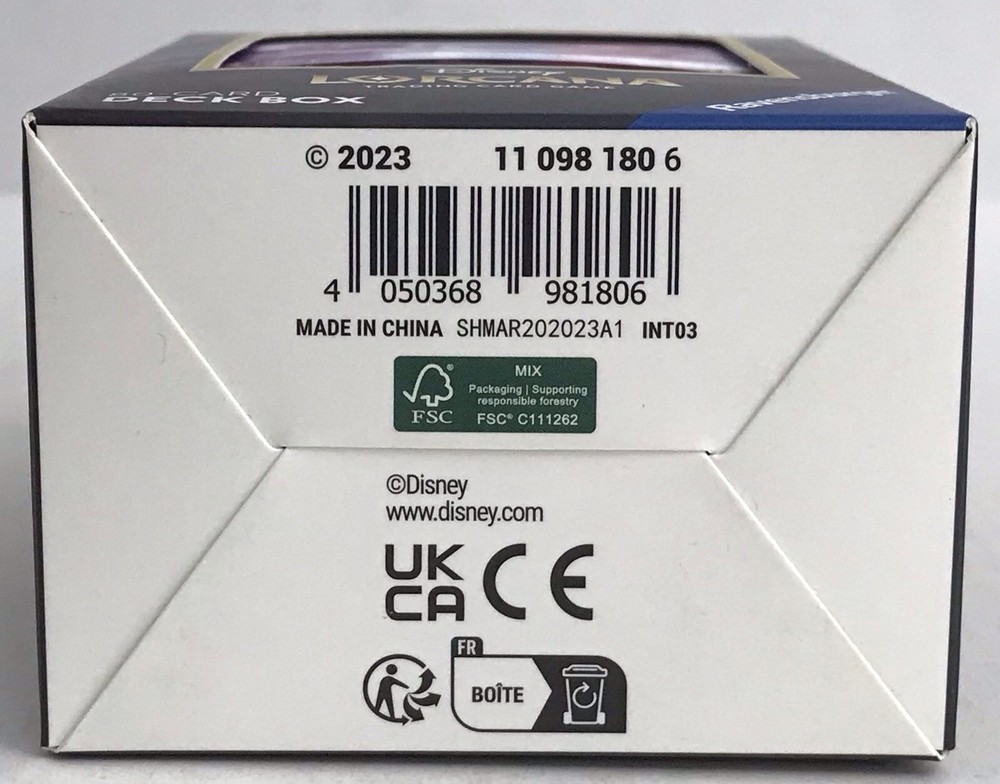 Disney
LORCANA
TRADING CARD GAME
80-CARD
DECK BOX
Ravensburger
© 2023 11 098 180 6
4 050368 981806
MADE IN CHINA SHMAR202023A1 INT03
MIX
Packaging | Supporting
responsible forestry
FSC® C111262
FSC
©Disney
www.disney.com
UK
CA CE
FR
BOÎTE